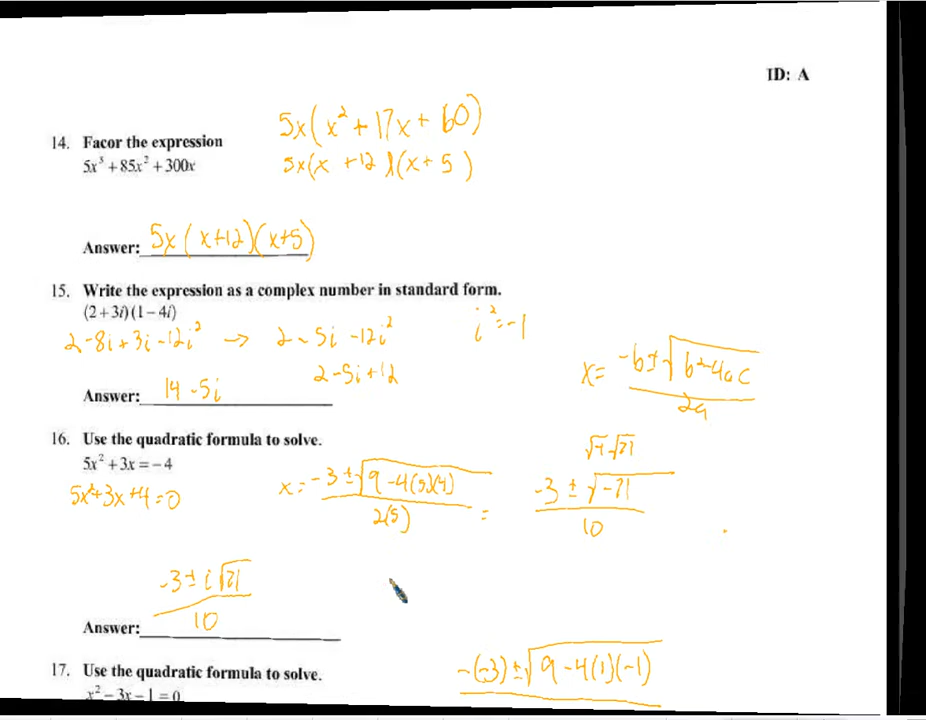 ID: A
5x(x² + 17x + 60)
14. Facor the expression
5x³ + 85x² + 300x
5x(x + 12)(x + 5)
Answer: 5x(x+12)(x+5)
15. Write the expression as a complex number in standard form.
(2 + 3i)(1 − 4i)
2 - 8i + 3i - 12i² → 2 - 5i - 12i² i² = -1
2 - 5i + 12
x = -b ± √b² - 4ac
2a
Answer: 14 - 5i
16. Use the quadratic formula to solve.
√-1 √71
5x² + 3x = −4
5x² + 3x + 4 = 0
x = -3 ± √9 - 4(5)(4) = -3 ± √-71
2(5) 10
-3 ± i√71
10
Answer:
17. Use the quadratic formula to solve.
-(-3) ± √9 - 4(1)(-1)
x² − 3x − 1 = 0